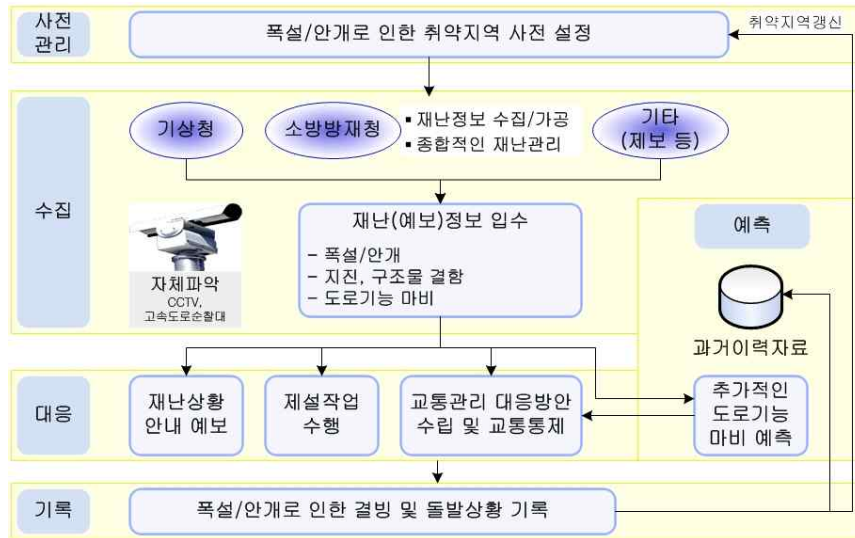 사전
관리
폭설/안개로 인한 취약지역 사전 설정
취약지역갱신
수집
기상청
소방방재청
▪ 재난정보 수집/가공
▪ 종합적인 재난관리
기타
(제보 등)
자체파악
CCTV,
고속도로순찰대
재난(예보)정보 입수
– 폭설/안개
– 지진, 구조물 결함
– 도로기능 마비
예측
과거이력자료
대응
재난상황
안내 예보
제설작업
수행
교통관리 대응방안
수립 및 교통통제
추가적인
도로기능
마비 예측
기록
폭설/안개로 인한 결빙 및 돌발상황 기록